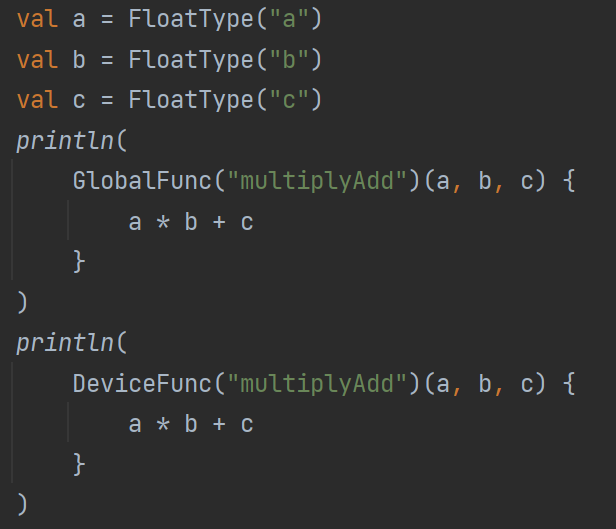 val a = FloatType("a")
val b = FloatType("b")
val c = FloatType("c")
println(
    GlobalFunc("multiplyAdd")(a, b, c) {
        a * b + c
    }
)
println(
    DeviceFunc("multiplyAdd")(a, b, c) {
        a * b + c
    }
)